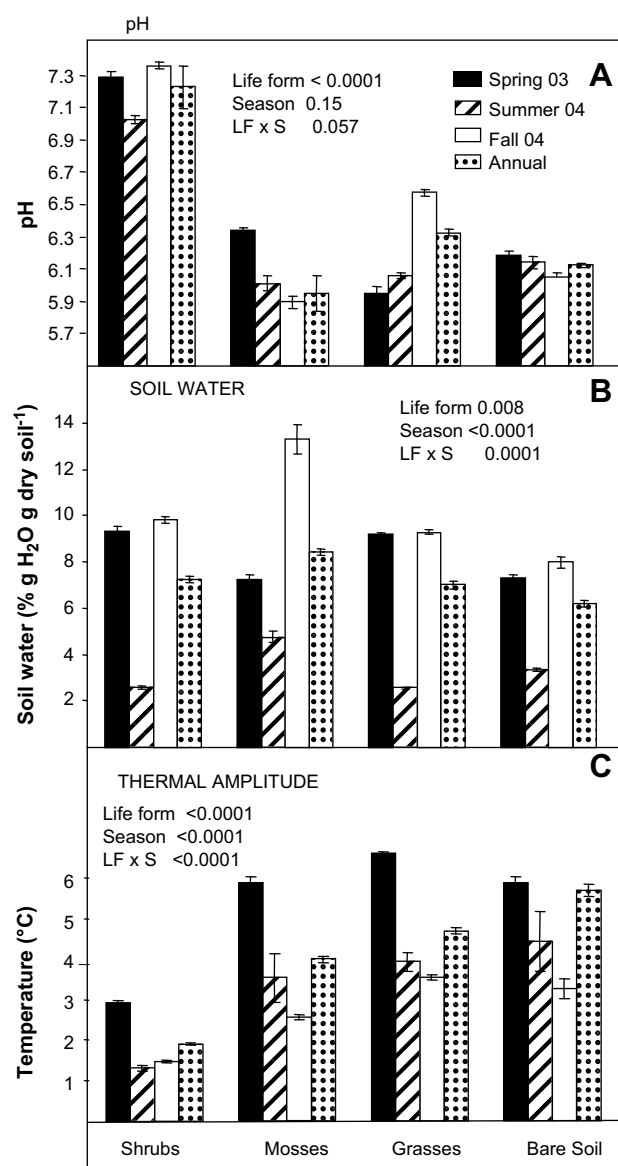 pH
A
Life form < 0.0001
Season 0.15
LF x S 0.057
Spring 03
Summer 04
Fall 04
Annual
pH
7.3
7.1
6.9
6.7
6.5
6.3
6.1
5.9
5.7
SOIL WATER
B
Life form 0.008
Season <0.0001
LF x S 0.0001
Soil water (% g H₂O g dry soil⁻¹)
14
12
10
8
6
4
2
THERMAL AMPLITUDE
C
Life form <0.0001
Season <0.0001
LF x S <0.0001
Temperature (°C)
6
5
4
3
2
1
Shrubs Mosses Grasses Bare Soil